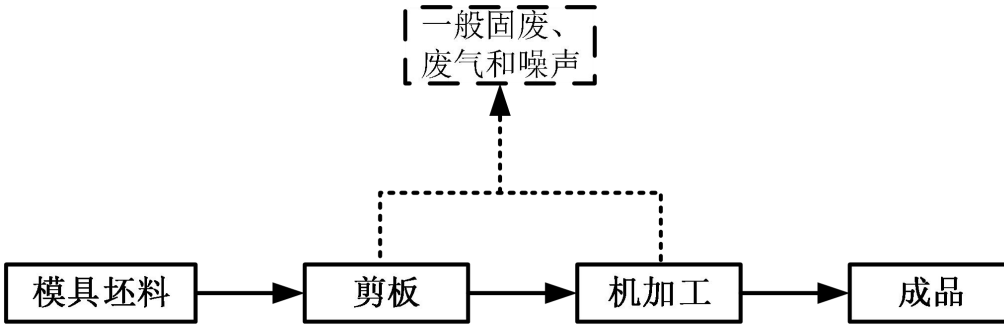 一般固废、
废气和噪声
模具坯料
剪板
机加工
成品